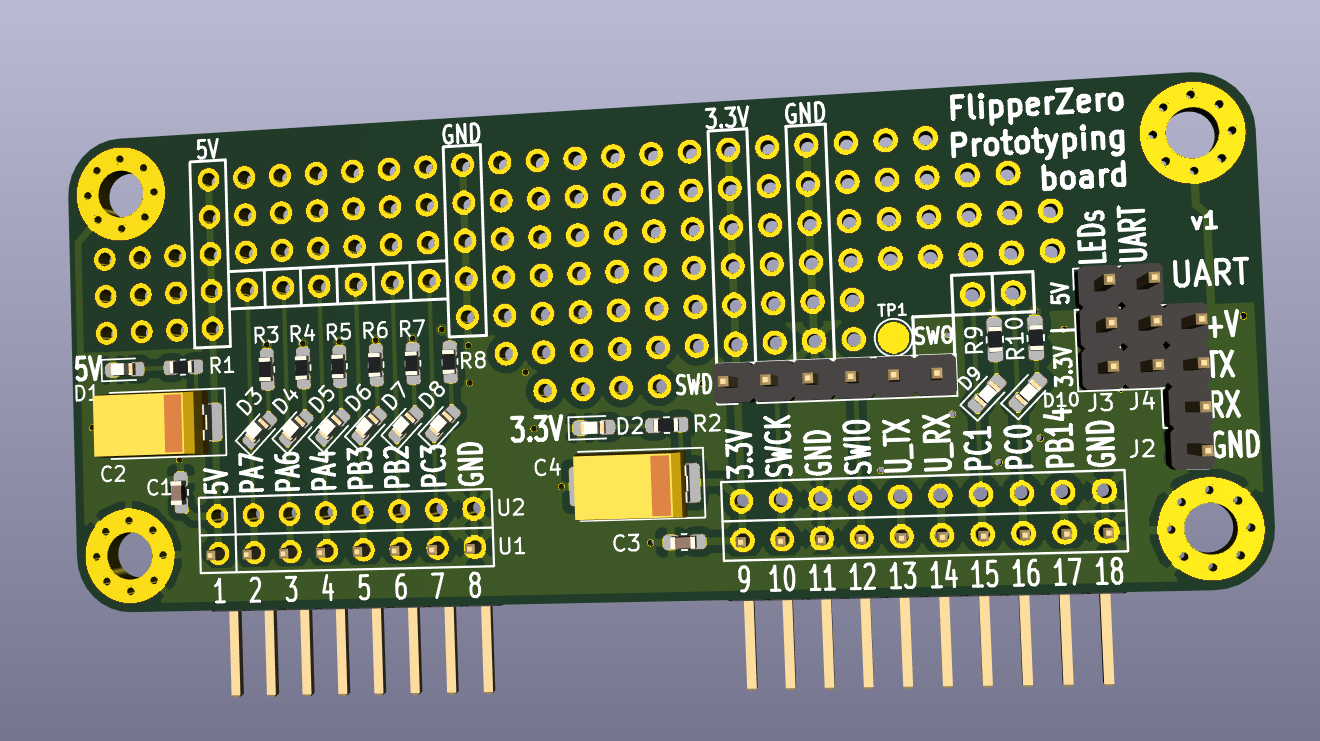 FlipperZero
Prototyping
board
v1
5V
GND
3.3V
GND
LEDs
UART
UART
5V
3.3V
+V
TX
RX
GND
J3
J4
J2
TP1
SWO
SWD
R9
R10
D9
D10
R3
R4
R5
R6
R7
R8
5V
D1
R1
D3
D4
D5
D6
D7
D8
3.3V
D2
R2
C2
C1
C4
C3
5V
PA7
PA6
PA4
PB3
PB2
PC3
GND
U2
U1
3.3V
SWCK
GND
SWIO
U_TX
U_RX
PC1
PC0
PB14
GND
1 2 3 4 5 6 7 8
9 10 11 12 13 14 15 16 17 18